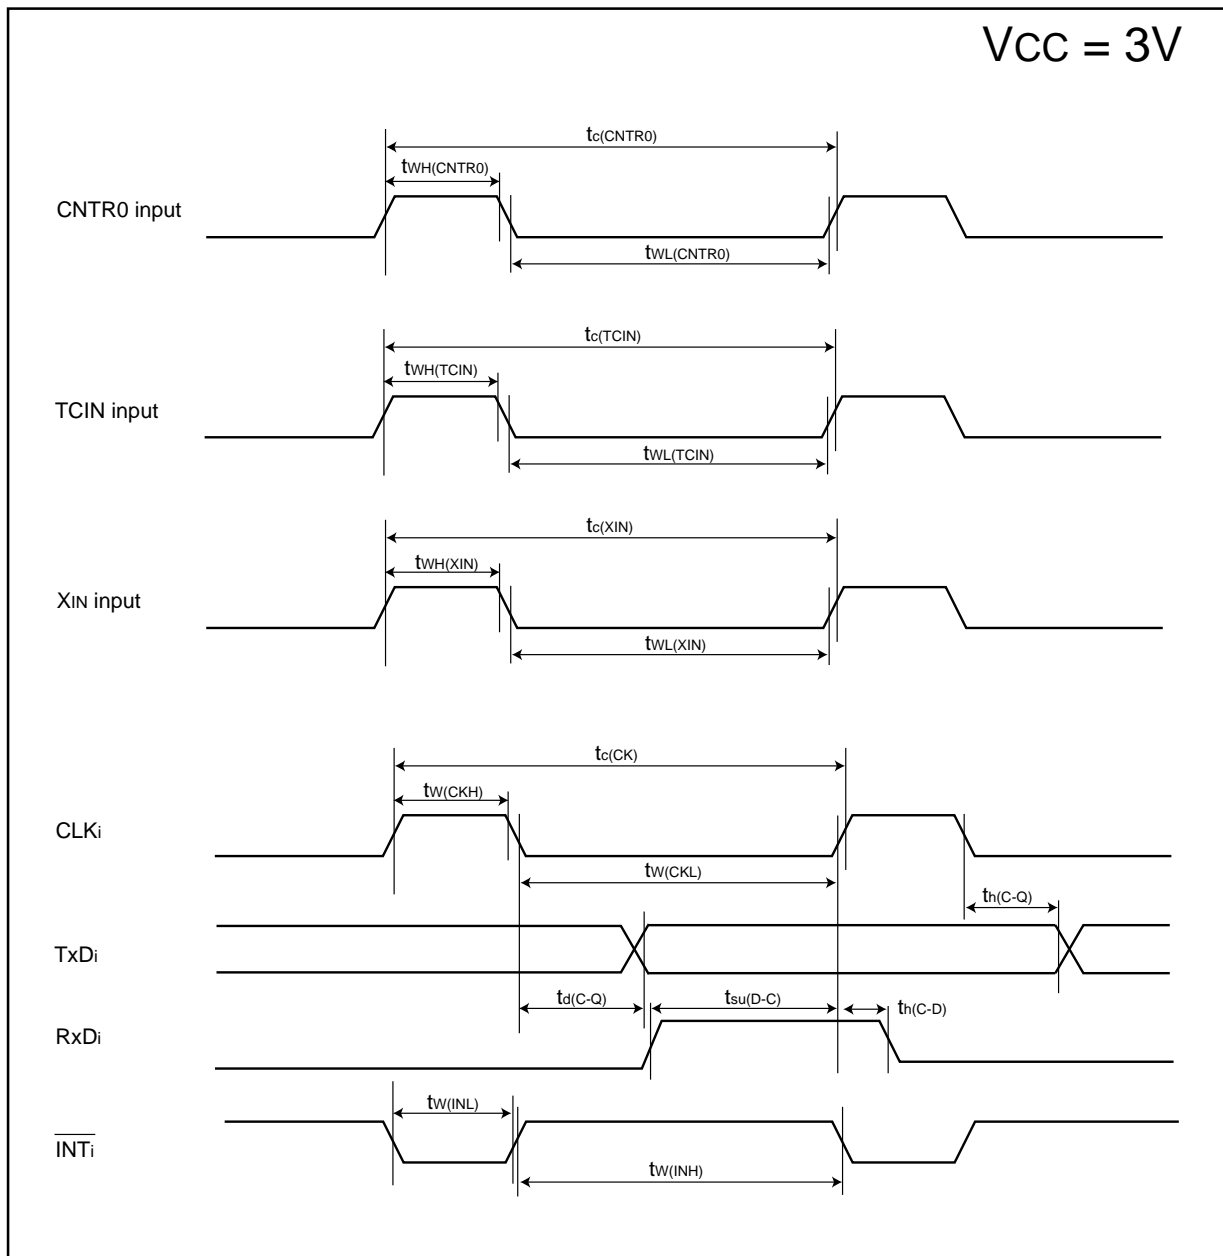 VCC = 3V
tc(CNTR0)
tWH(CNTR0)
CNTR0 input
tWL(CNTR0)
tc(TCIN)
tWH(TCIN)
TCIN input
tWL(TCIN)
tc(XIN)
tWH(XIN)
XIN input
tWL(XIN)
tc(CK)
tW(CKH)
CLKi
tW(CKL)
th(C-Q)
TxDi
td(C-Q)
tsu(D-C)
th(C-D)
RxDi
tW(INL)
INTi
tW(INH)